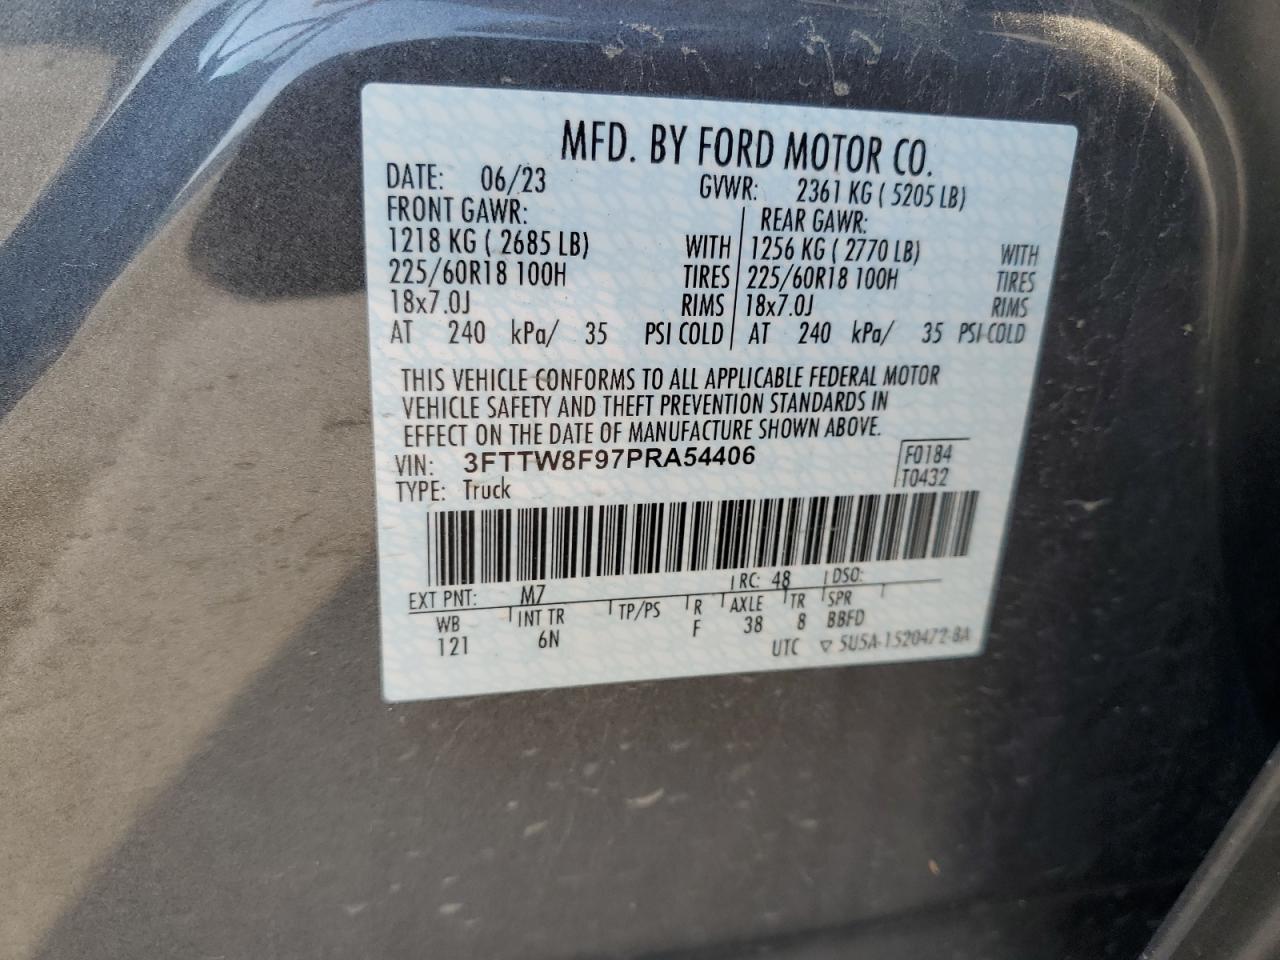 MFD. BY FORD MOTOR CO.
DATE: 06/23 GVWR: 2361 KG ( 5205 LB)
FRONT GAWR: REAR GAWR:
1218 KG ( 2685 LB) WITH 1256 KG ( 2770 LB) WITH
225/60R18 100H TIRES 225/60R18 100H TIRES
18x7.0J RIMS 18x7.0J RIMS
AT 240 kPa/ 35 PSI COLD AT 240 kPa/ 35 PSI COLD
THIS VEHICLE CONFORMS TO ALL APPLICABLE FEDERAL MOTOR
VEHICLE SAFETY AND THEFT PREVENTION STANDARDS IN
EFFECT ON THE DATE OF MANUFACTURE SHOWN ABOVE.
VIN: 3FTTW8F97PRA54406 F0184
TYPE: Truck T0432
EXT PNT: M7 RC: 48 DSO:
WB INT TR TP/PS R AXLE TR SPR
121 6N F 38 8 BBFD
UTC ▽ 5U5A-1520472-BA